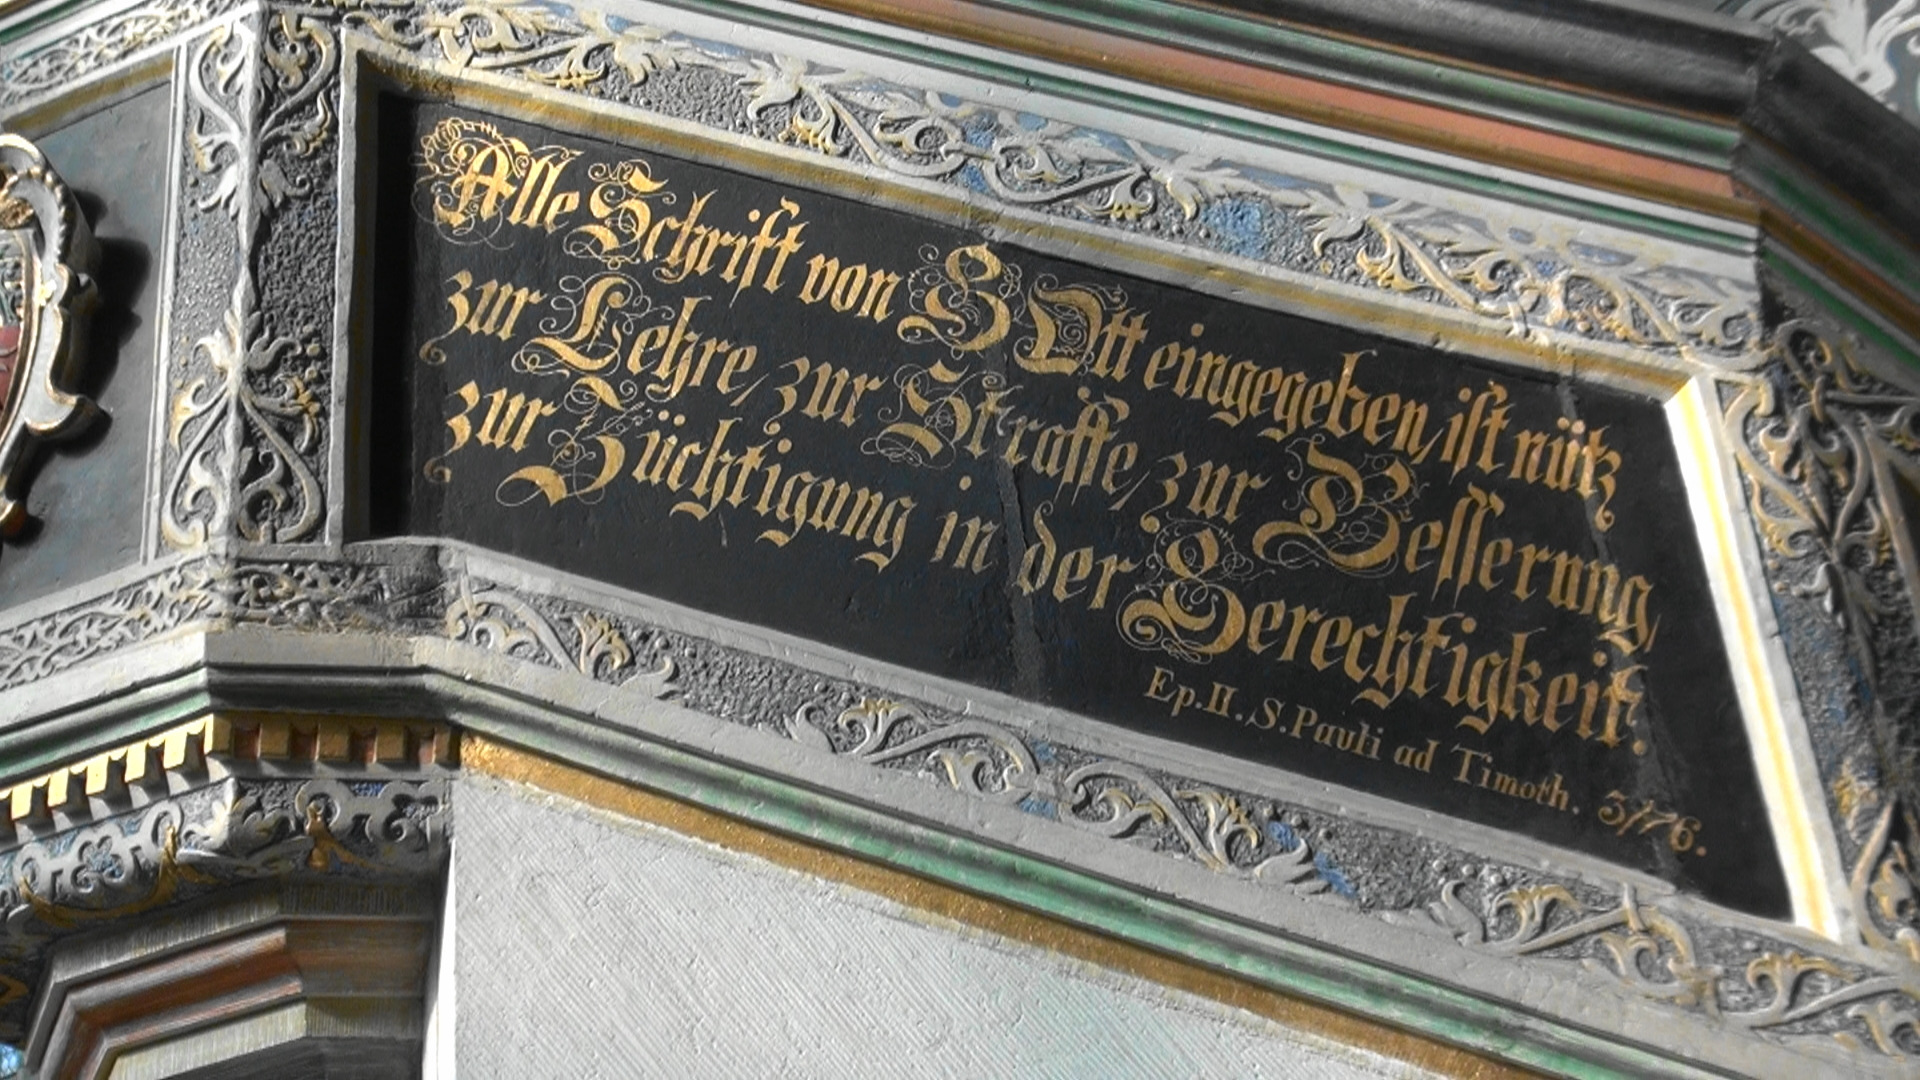 Alle Schrift von GOtt eingegeben, ist nütz
zur Lehre, zur Straffe, zur Besserung,
zur Züchtigung in der Gerechtigkeit.
Ep. II. S. Pauli ad Timoth. 3/16.